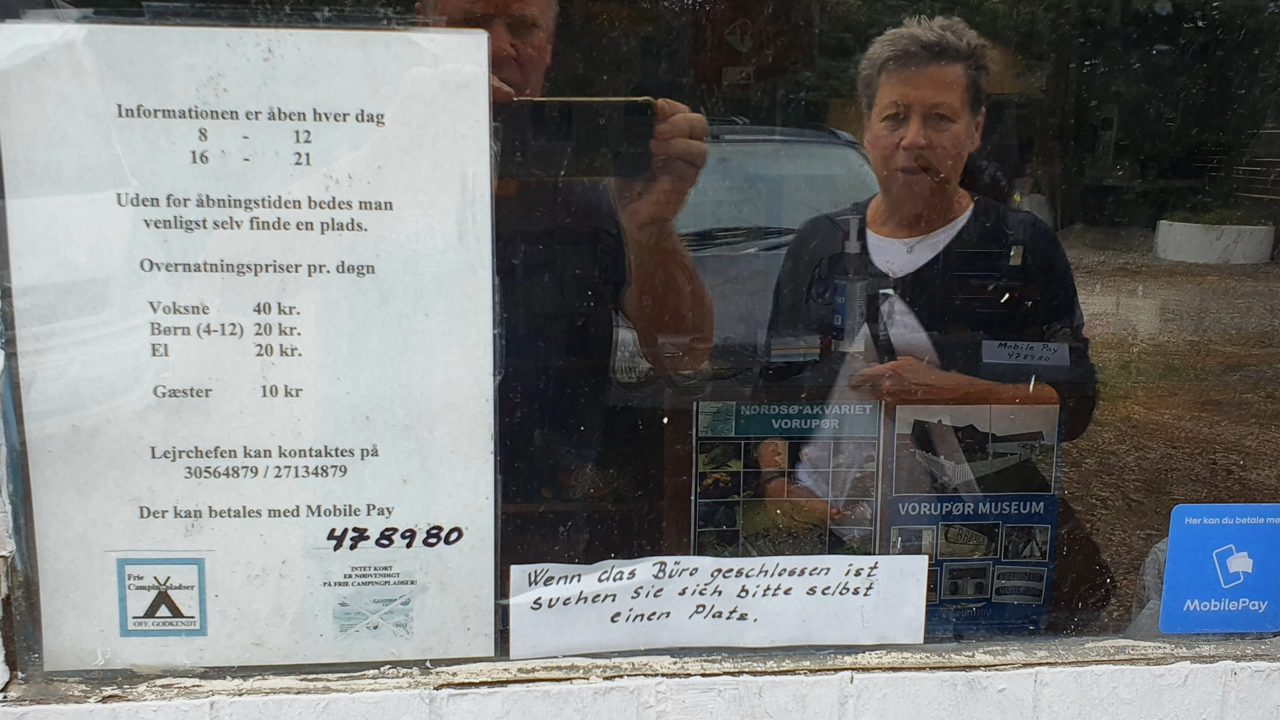 Informationen er åben hver dag
8 - 12
16 - 21
Uden for åbningstiden bedes man
venligst selv finde en plads.
Overnatningspriser pr. døgn
Voksne 40 kr.
Børn (4-12) 20 kr.
El 20 kr.
Gæster 10 kr
Lejrchefen kan kontaktes på
30564879 / 27134879
Der kan betales med Mobile Pay
478980
Frie
Campingpladser
OFF. GODKENDT
INTET KORT
ER NØDVENDIGT
PÅ FRIE CAMPINGPLADSER!
Wenn das Büro geschlossen ist
suchen Sie sich bitte selbst
einen Platz.
Mobile Pay
478980
NORDSØ AKVARIET
VORUPØR
VORUPØR MUSEUM
Her kan du betale me
MobilePay